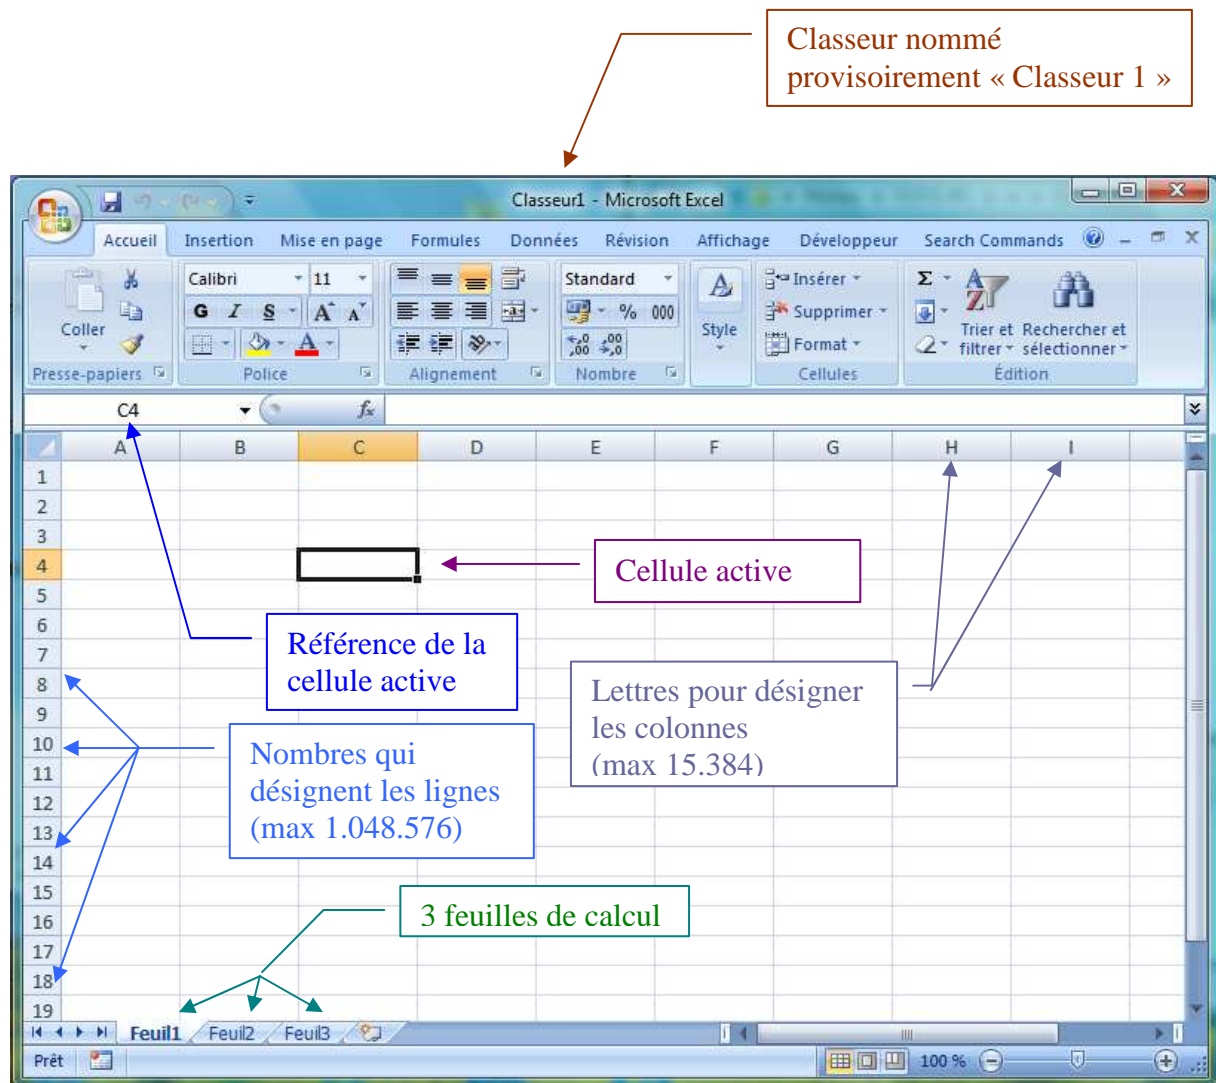 Classeur nommé
provisoirement « Classeur 1 »
Classeur1 - Microsoft Excel
Accueil Insertion Mise en page Formules Données Révision Affichage Développeur Search Commands
Calibri 11 Standard Insérer Σ
G I S A A % 000 Supprimer
Coller Style Trier et Rechercher et
A ,00 ,0 Format filtrer sélectionner
Presse-papiers Police Alignement Nombre Cellules Édition
C4 fx
A B C D E F G H I
1
2
3
4
Cellule active
5
6
Référence de la
cellule active
7
8
Lettres pour désigner
les colonnes
(max 15.384)
9
10
Nombres qui
désignent les lignes
(max 1.048.576)
11
12
13
14
15
3 feuilles de calcul
16
17
18
19
Feuil1 Feuil2 Feuil3
Prêt 100 %